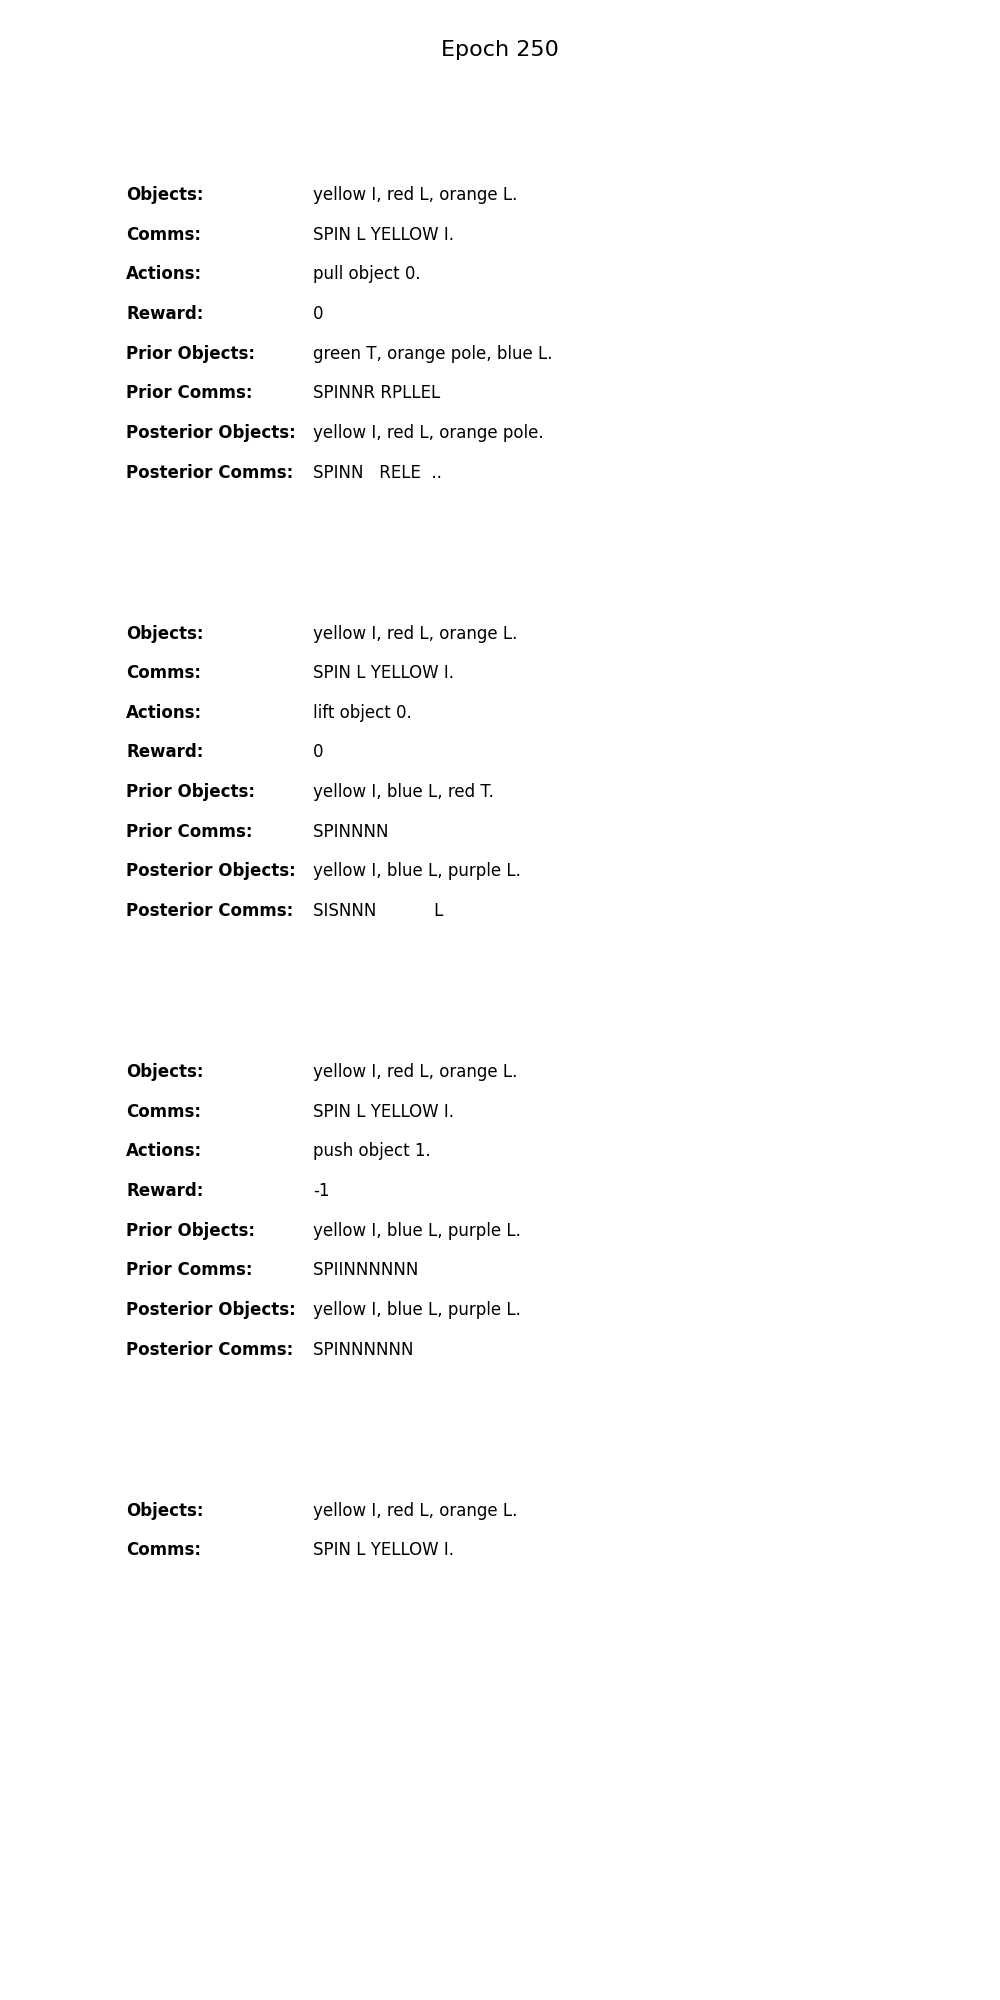 Epoch 250
Objects: yellow I, red L, orange L.
Comms: SPIN L YELLOW I.
Actions: pull object 0.
Reward: 0
Prior Objects: green T, orange pole, blue L.
Prior Comms: SPINNR RPLLEL
Posterior Objects: yellow I, red L, orange pole.
Posterior Comms: SPINN   RELE  ..
Objects: yellow I, red L, orange L.
Comms: SPIN L YELLOW I.
Actions: lift object 0.
Reward: 0
Prior Objects: yellow I, blue L, red T.
Prior Comms: SPINNNN
Posterior Objects: yellow I, blue L, purple L.
Posterior Comms: SISNNN           L
Objects: yellow I, red L, orange L.
Comms: SPIN L YELLOW I.
Actions: push object 1.
Reward: -1
Prior Objects: yellow I, blue L, purple L.
Prior Comms: SPIINNNNNN
Posterior Objects: yellow I, blue L, purple L.
Posterior Comms: SPINNNNNN
Objects: yellow I, red L, orange L.
Comms: SPIN L YELLOW I.